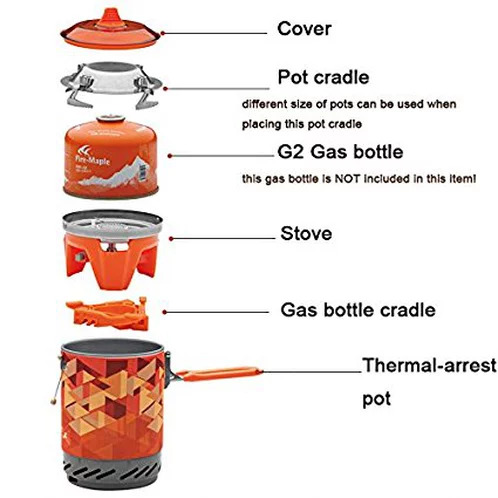 Cover
Pot cradle
different size of pots can be used when
placing this pot cradle
Fire-Maple
G2 Gas bottle
this gas bottle is NOT included in this item!
Stove
Gas bottle cradle
Thermal-arrest
pot